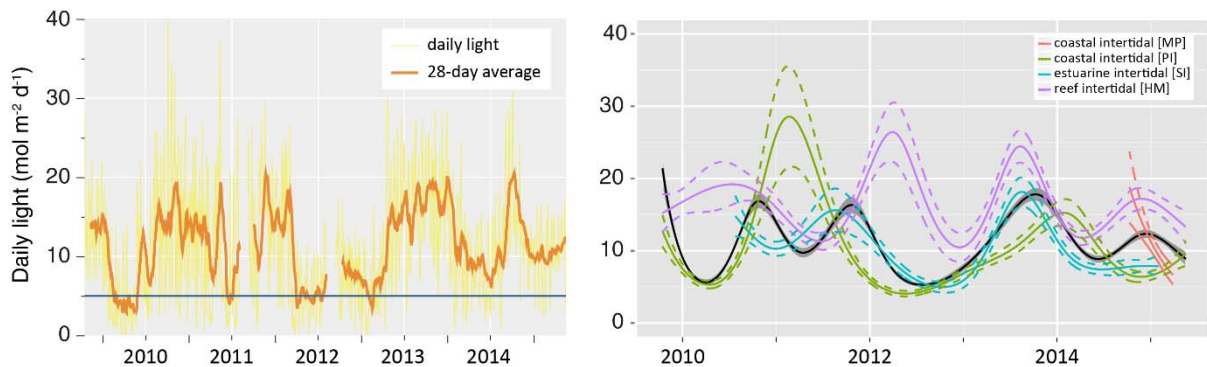 Daily light (mol m⁻² d⁻¹)
40
30
20
10
0
2010
2011
2012
2013
2014
daily light
28-day average
40
30
20
10
0
2010
2012
2014
coastal intertidal [MP]
coastal intertidal [PI]
estuarine intertidal [SI]
reef intertidal [HM]